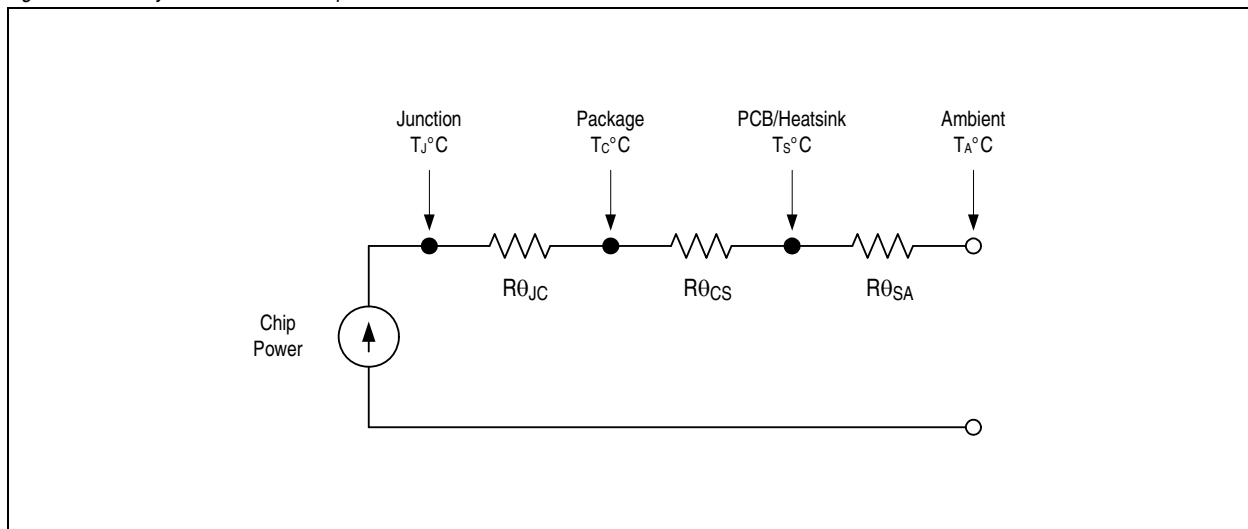 Junction
TJ°C
Package
TC°C
PCB/Heatsink
TS°C
Ambient
TA°C
RθJC
RθCS
RθSA
Chip
Power